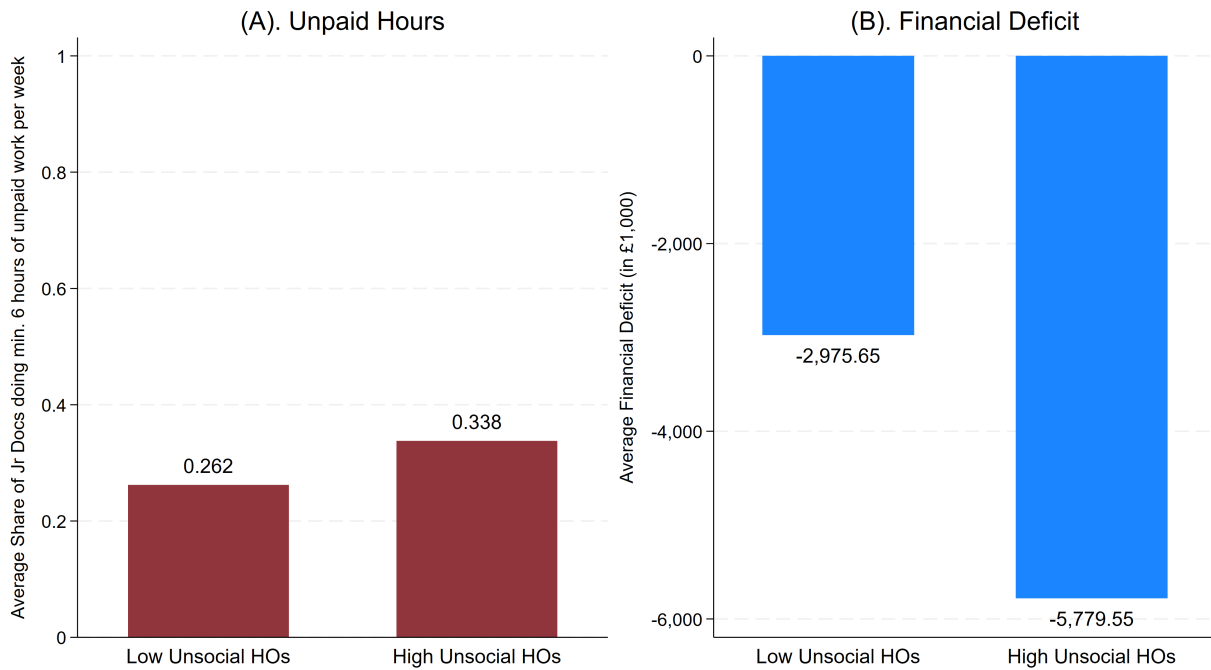 (A). Unpaid Hours
Average Share of Jr Docs doing min. 6 hours of unpaid work per week
1
0.8
0.6
0.4
0.2
0
0.262
0.338
Low Unsocial HOs
High Unsocial HOs
(B). Financial Deficit
Average Financial Deficit (in £1,000)
0
-2,000
-4,000
-6,000
-2,975.65
-5,779.55
Low Unsocial HOs
High Unsocial HOs